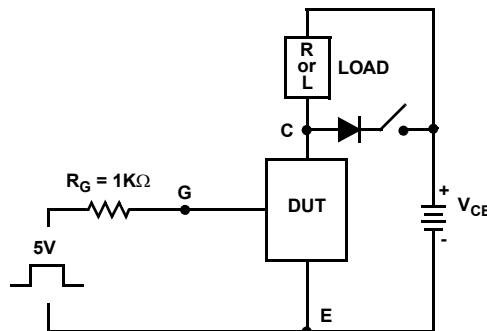 R
or
L
LOAD
C
R_G = 1KΩ
G
DUT
5V
+
V_CE
-
E